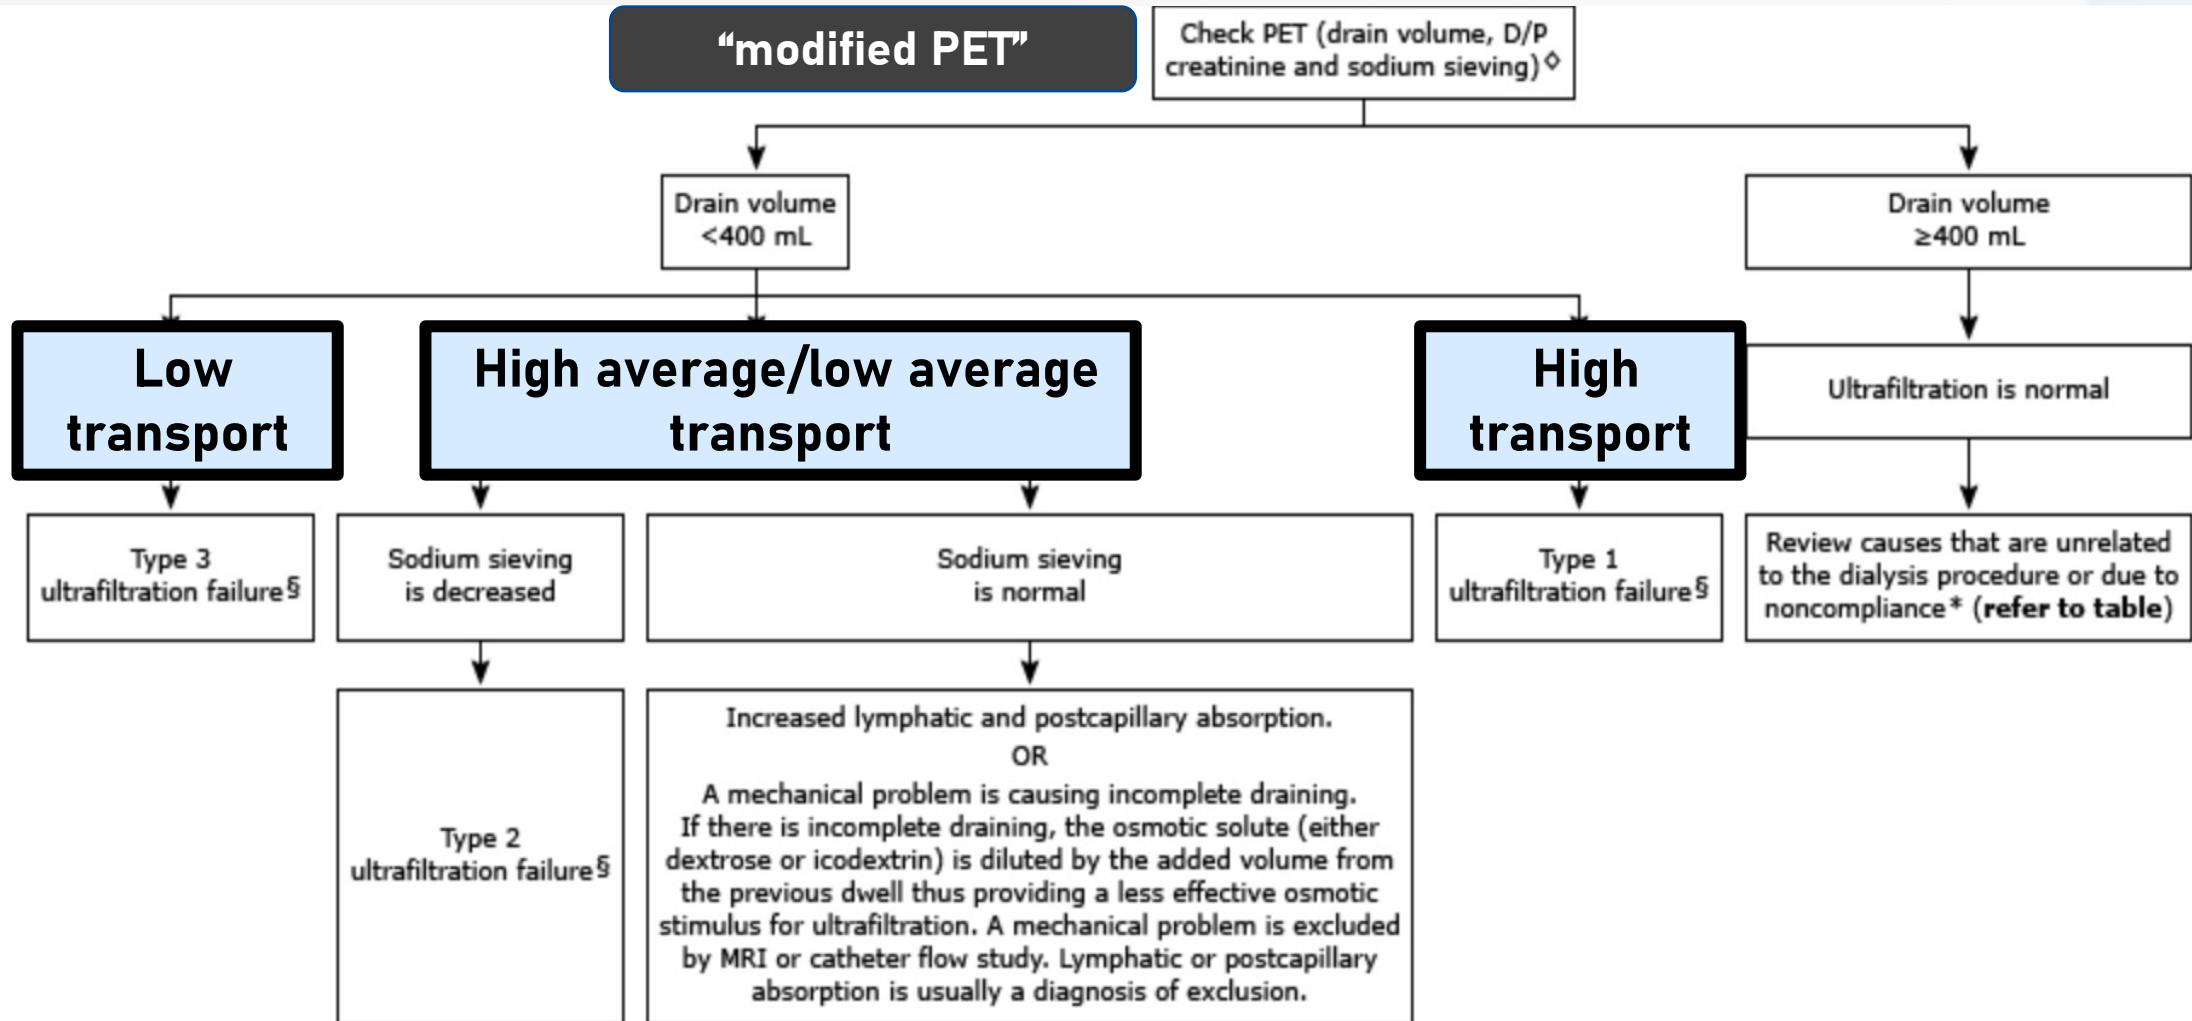 “modified PET”
Check PET (drain volume, D/P
creatinine and sodium sieving)◇
Drain volume
<400 mL
Drain volume
≥400 mL
Low
transport
High average/low average
transport
High
transport
Ultrafiltration is normal
Type 3
ultrafiltration failure§
Sodium sieving
is decreased
Sodium sieving
is normal
Type 1
ultrafiltration failure§
Review causes that are unrelated
to the dialysis procedure or due to
noncompliance* (refer to table)
Type 2
ultrafiltration failure§
Increased lymphatic and postcapillary absorption.
OR
A mechanical problem is causing incomplete draining.
If there is incomplete draining, the osmotic solute (either
dextrose or icodextrin) is diluted by the added volume from
the previous dwell thus providing a less effective osmotic
stimulus for ultrafiltration. A mechanical problem is excluded
by MRI or catheter flow study. Lymphatic or postcapillary
absorption is usually a diagnosis of exclusion.